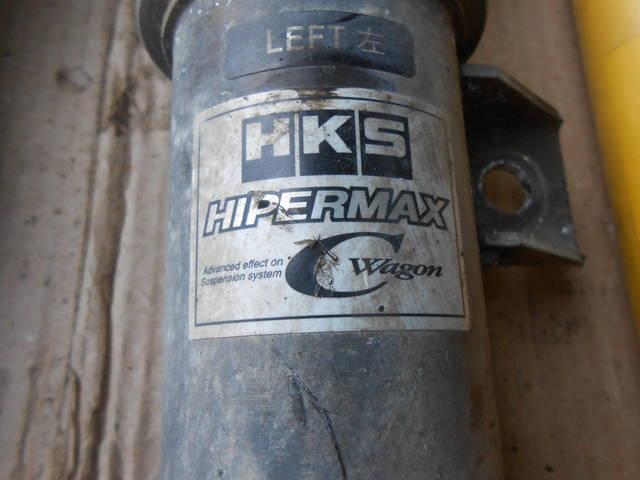 LEFT 左
HKS
HIPERMAX
Advanced effect on
Suspension system
C Wagon